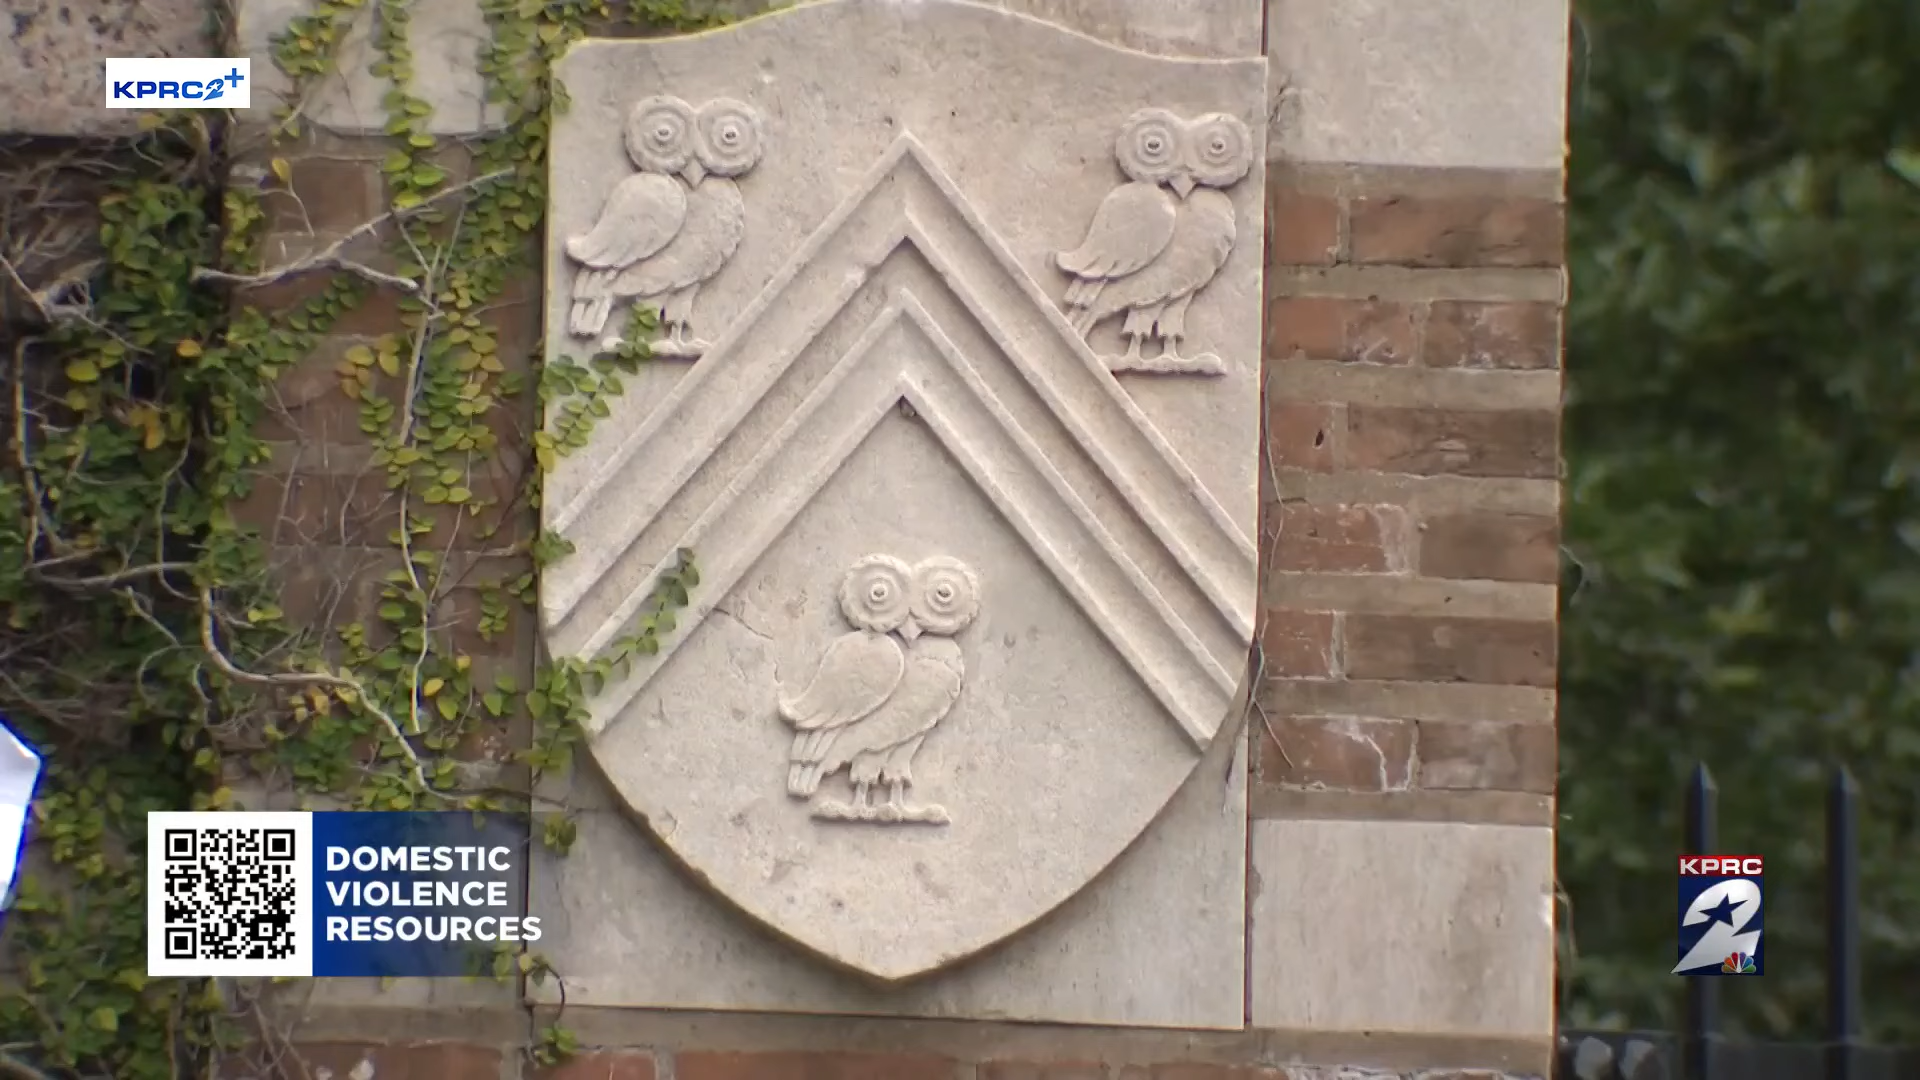 KPRC2+
DOMESTIC
VIOLENCE
RESOURCES
KPRC
2